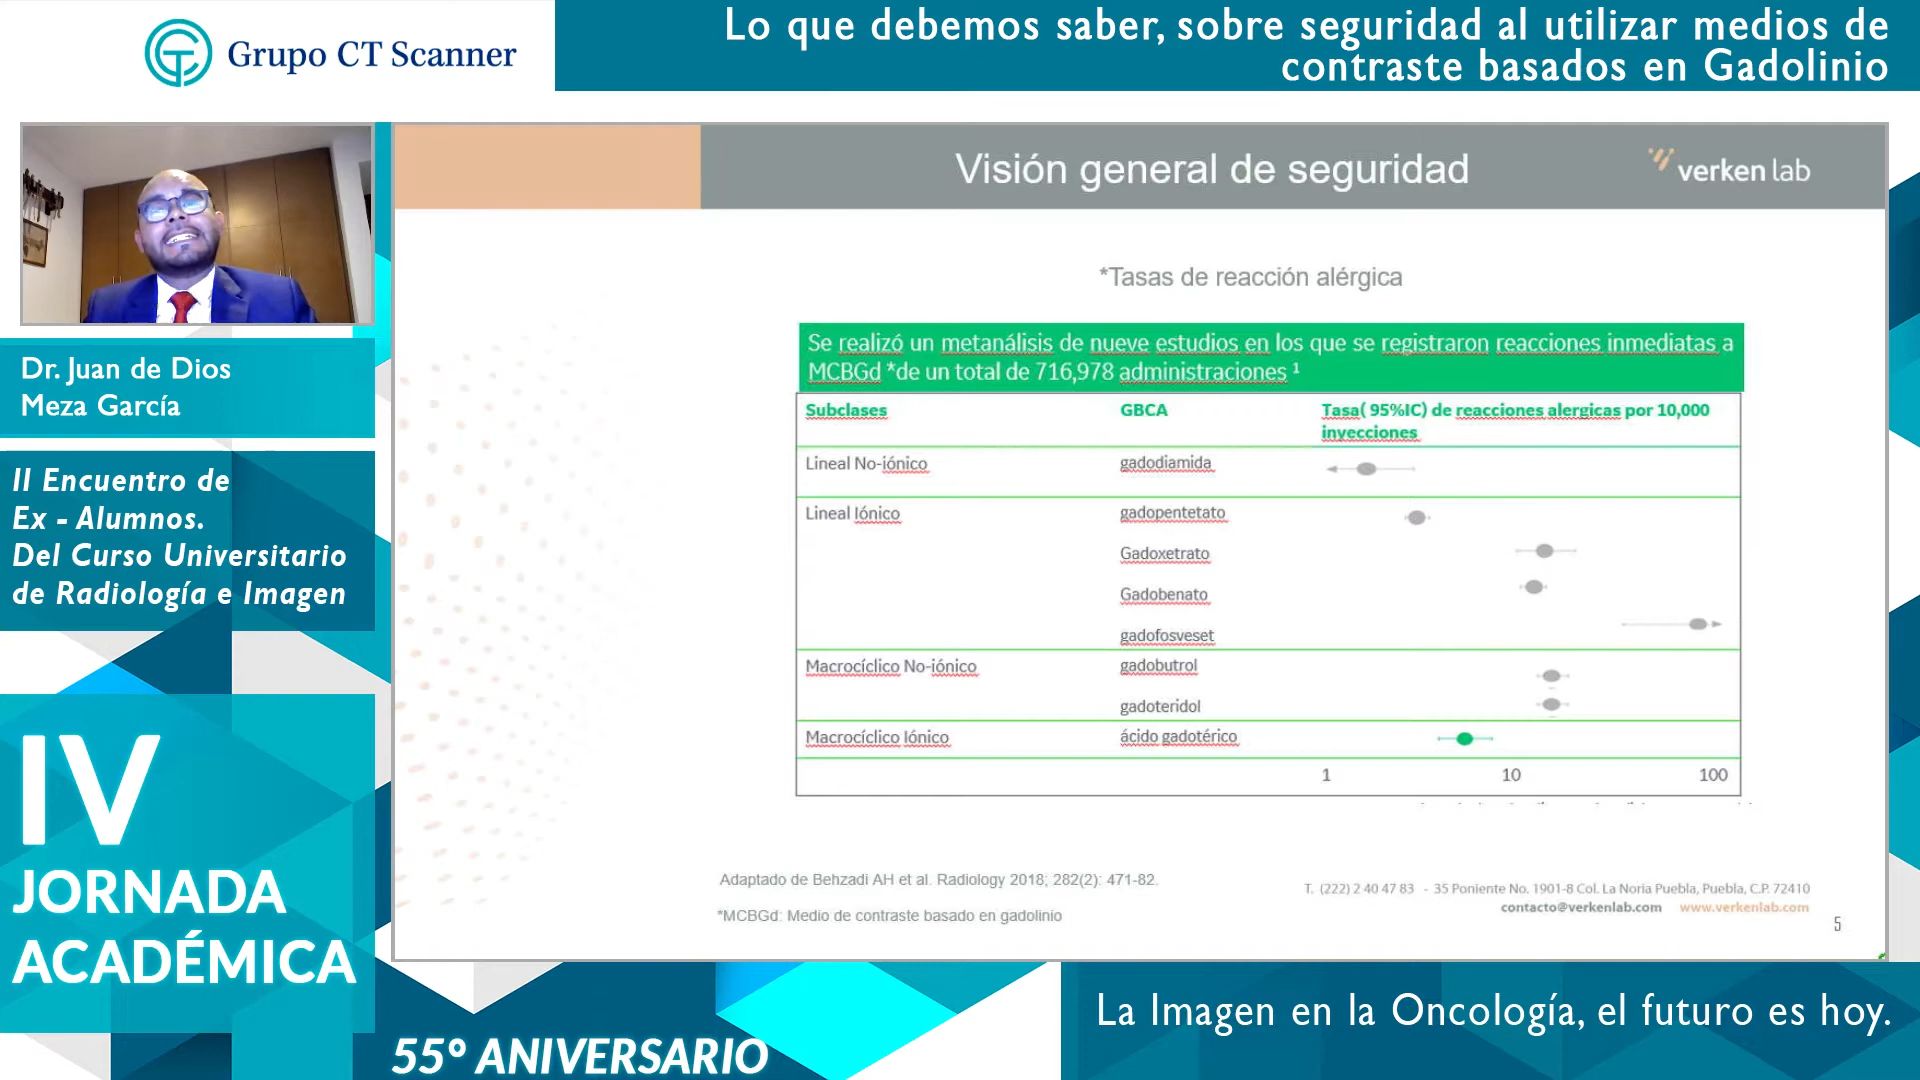 Grupo CT Scanner
Lo que debemos saber, sobre seguridad al utilizar medios de
contraste basados en Gadolinio
Dr. Juan de Dios
Meza García
II Encuentro de
Ex - Alumnos.
Del Curso Universitario
de Radiología e Imagen
IV
JORNADA
ACADÉMICA
55º ANIVERSARIO
Visión general de seguridad
verken lab
*Tasas de reacción alérgica
Se realizó un metanálisis de nueve estudios en los que se registraron reacciones inmediatas a
MCBGd *de un total de 716,978 administraciones ¹
Subclases GBCA Tasa( 95%IC) de reacciones alergicas por 10,000
inyecciones
Lineal No-iónico gadodiamida
Lineal Iónico gadopentetato
Gadoxetrato
Gadobenato
gadofosveset
Macrocíclico No-iónico gadobutrol
gadoteridol
Macrocíclico Iónico ácido gadotérico
1 10 100
Adaptado de Behzadi AH et al. Radiology 2018; 282(2): 471-82.
*MCBGd: Medio de contraste basado en gadolinio
T. (222) 2 40 47 83 - 35 Poniente No. 1901-8 Col. La Noria Puebla, Puebla, C.P. 72410
contacto@verkenlab.com www.verkenlab.com
5
La Imagen en la Oncología, el futuro es hoy.